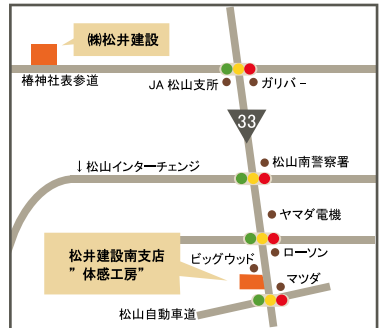 ㈱松井建設
椿神社表参道
JA 松山支所
ガリバー
33
松山南警察署
↓松山インターチェンジ
ヤマダ電機
松井建設南支店
”体感工房”
ビッグウッド
ローソン
マツダ
松山自動車道